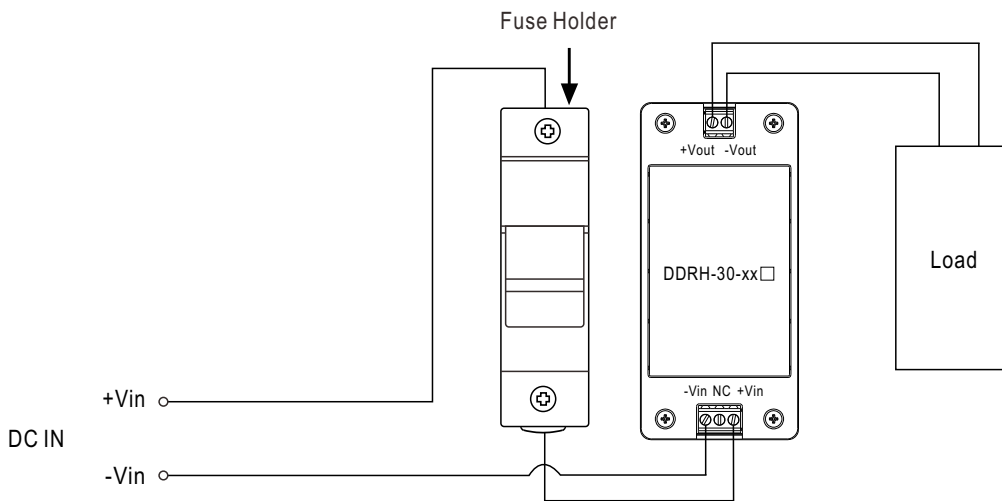 Fuse Holder
+Vout -Vout
DDRH-30-xx□
Load
-Vin NC +Vin
+Vin
DC IN
-Vin